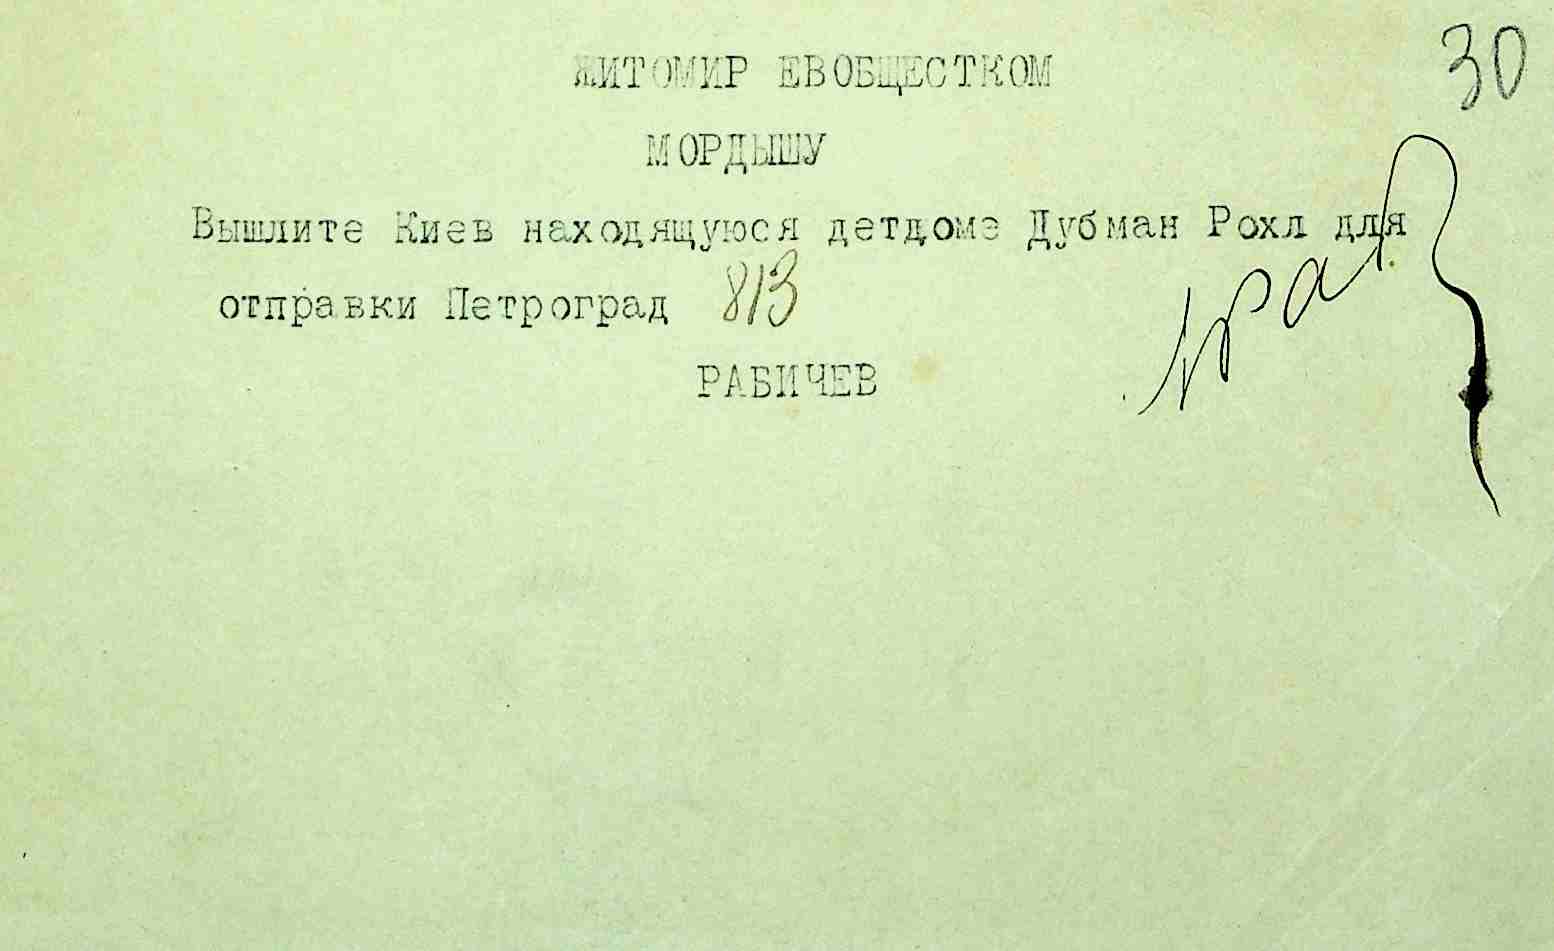 30
ЖИТОМИР ЕВОБЩЕСТКОМ
МОРДЫШУ
Вышлите Киев находящуюся детдоме Дубман Рохл для
отправки Петроград 813
РАБИЧЕВ